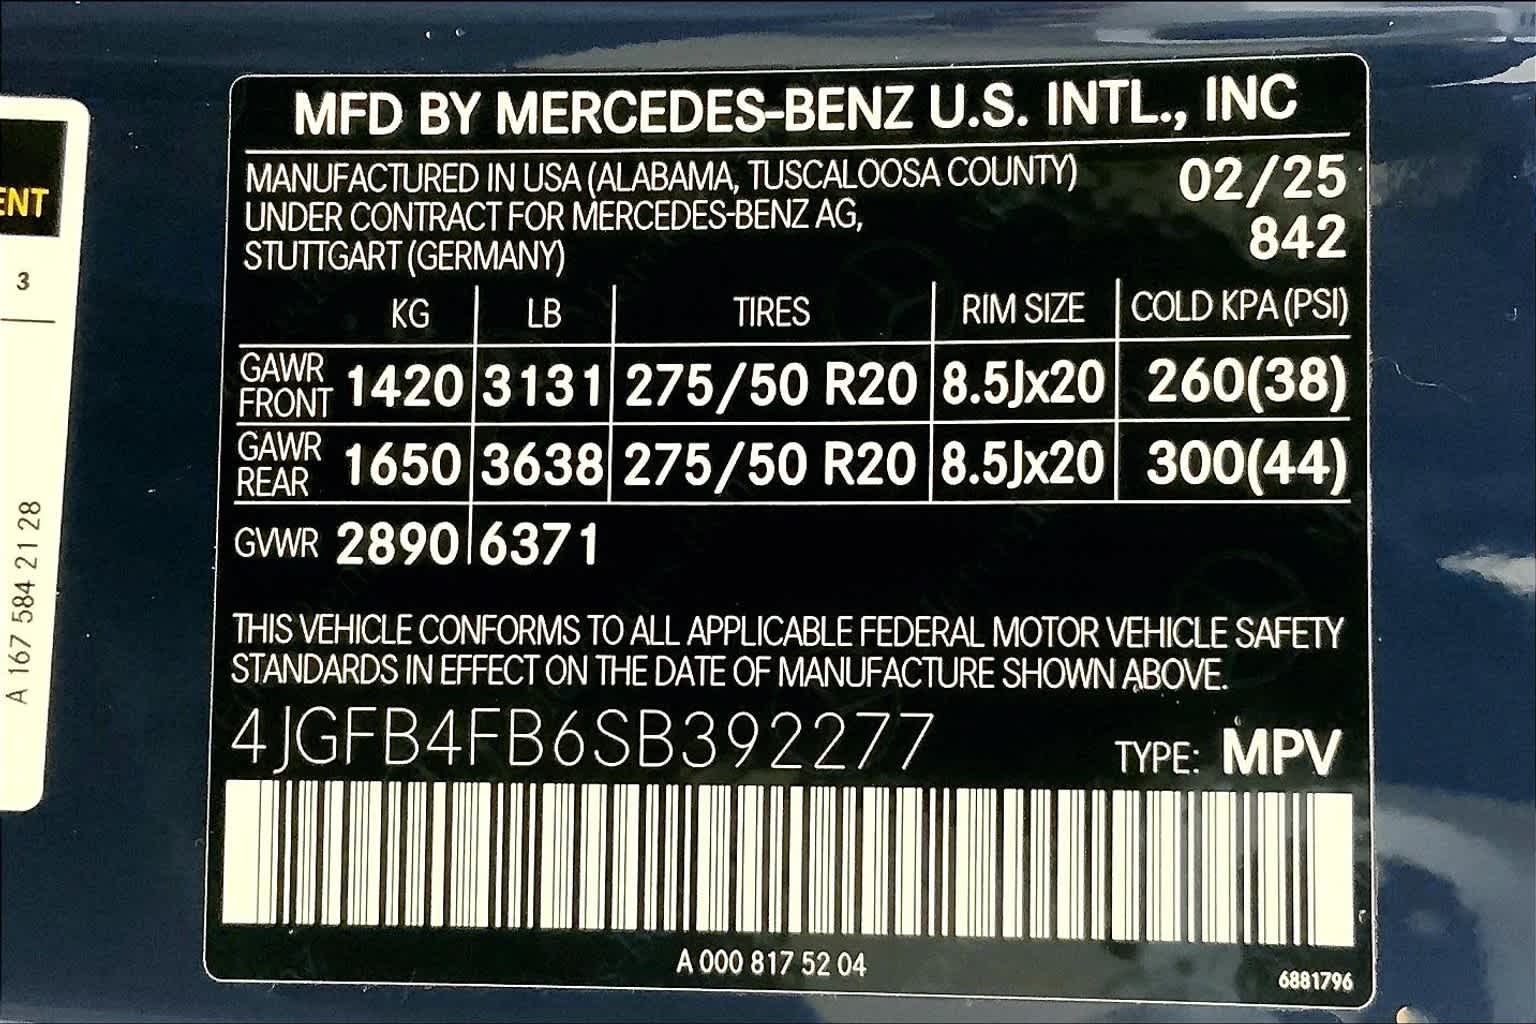 MFD BY MERCEDES-BENZ U.S. INTL., INC
MANUFACTURED IN USA (ALABAMA, TUSCALOOSA COUNTY) 02/25
UNDER CONTRACT FOR MERCEDES-BENZ AG, 842
STUTTGART (GERMANY)
KG LB TIRES RIM SIZE COLD KPA (PSI)
GAWR FRONT 1420 3131 275/50 R20 8.5Jx20 260(38)
GAWR REAR 1650 3638 275/50 R20 8.5Jx20 300(44)
GVWR 2890 6371
THIS VEHICLE CONFORMS TO ALL APPLICABLE FEDERAL MOTOR VEHICLE SAFETY
STANDARDS IN EFFECT ON THE DATE OF MANUFACTURE SHOWN ABOVE.
4JGFB4FB6SB392277 TYPE: MPV
A 000 817 52 04
6881796
ENT
3
A 167 584 21 28